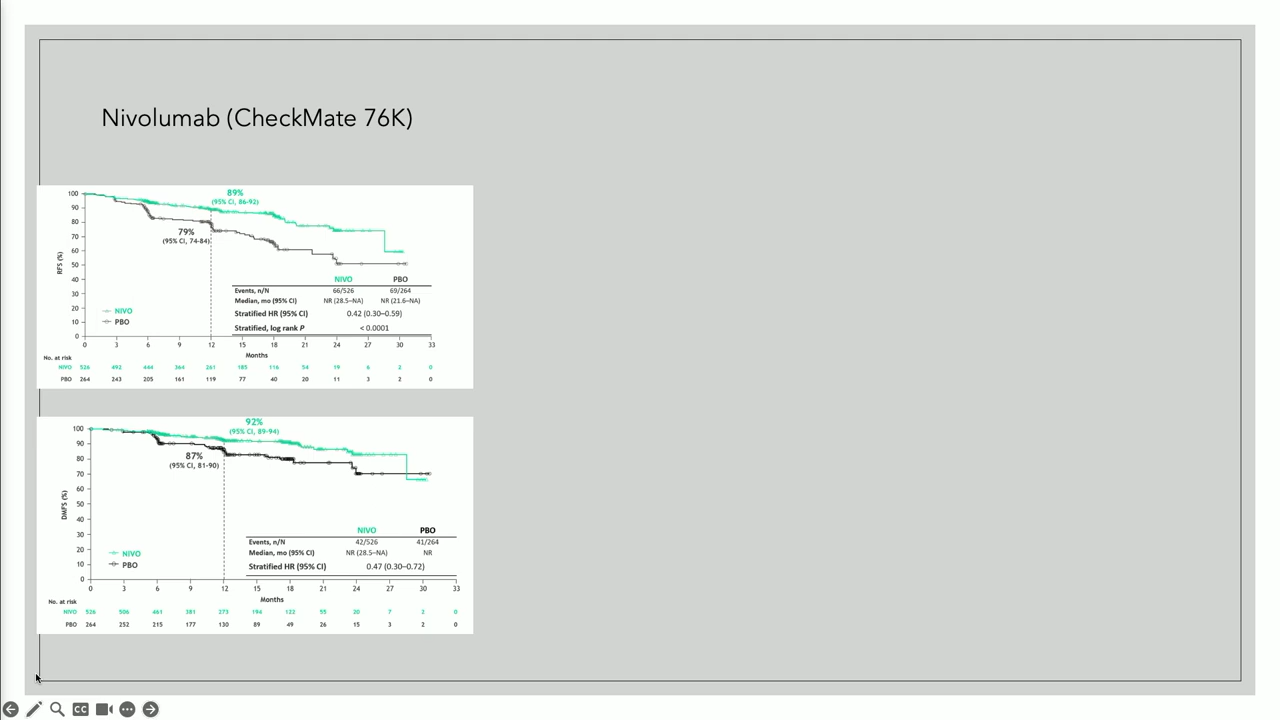 Nivolumab (CheckMate 76K)
89%
(95% CI, 86-92)
79%
(95% CI, 74-84)
RFS (%)
100
90
80
70
60
50
40
30
20
10
0
NIVO
PBO
NIVO PBO
Events, n/N 66/526 69/264
Median, mo (95% CI) NR (28.5–NA) NR (21.6–NA)
Stratified HR (95% CI) 0.42 (0.30–0.59)
Stratified, log rank P < 0.0001
0 3 6 9 12 15 18 21 24 27 30 33
Months
No. at risk
NIVO 526 492 444 364 261 185 116 54 19 6 2 0
PBO 264 243 205 161 119 77 40 20 11 3 2 0
92%
(95% CI, 89-94)
87%
(95% CI, 81-90)
DMFS (%)
100
90
80
70
60
50
40
30
20
10
0
NIVO
PBO
NIVO PBO
Events, n/N 42/526 41/264
Median, mo (95% CI) NR (28.5–NA) NR
Stratified HR (95% CI) 0.47 (0.30–0.72)
0 3 6 9 12 15 18 21 24 27 30 33
Months
No. at risk
NIVO 526 506 461 381 273 194 122 55 20 7 2 0
PBO 264 252 215 177 130 89 49 26 15 3 2 0
CC